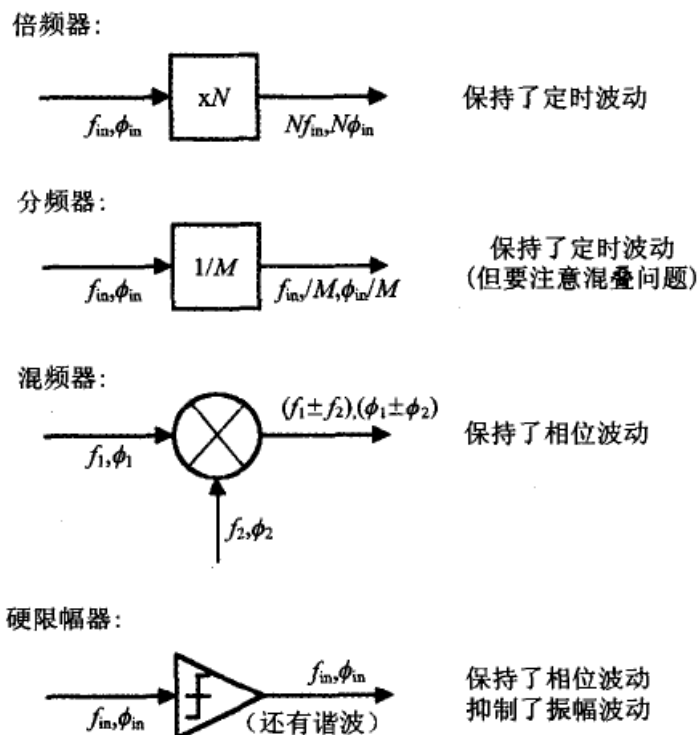 倍频器:
xN
f_in,ϕ_in
Nf_in,Nϕ_in
保持了定时波动
分频器:
1/M
f_in,ϕ_in
f_in,/M,ϕ_in/M
保持了定时波动
(但要注意混叠问题)
混频器:
(f₁±f₂),(ϕ₁±ϕ₂)
f₁,ϕ₁
f₂,ϕ₂
保持了相位波动
硬限幅器:
f_in,ϕ_in
f_in,ϕ_in
(还有谐波)
保持了相位波动
抑制了振幅波动